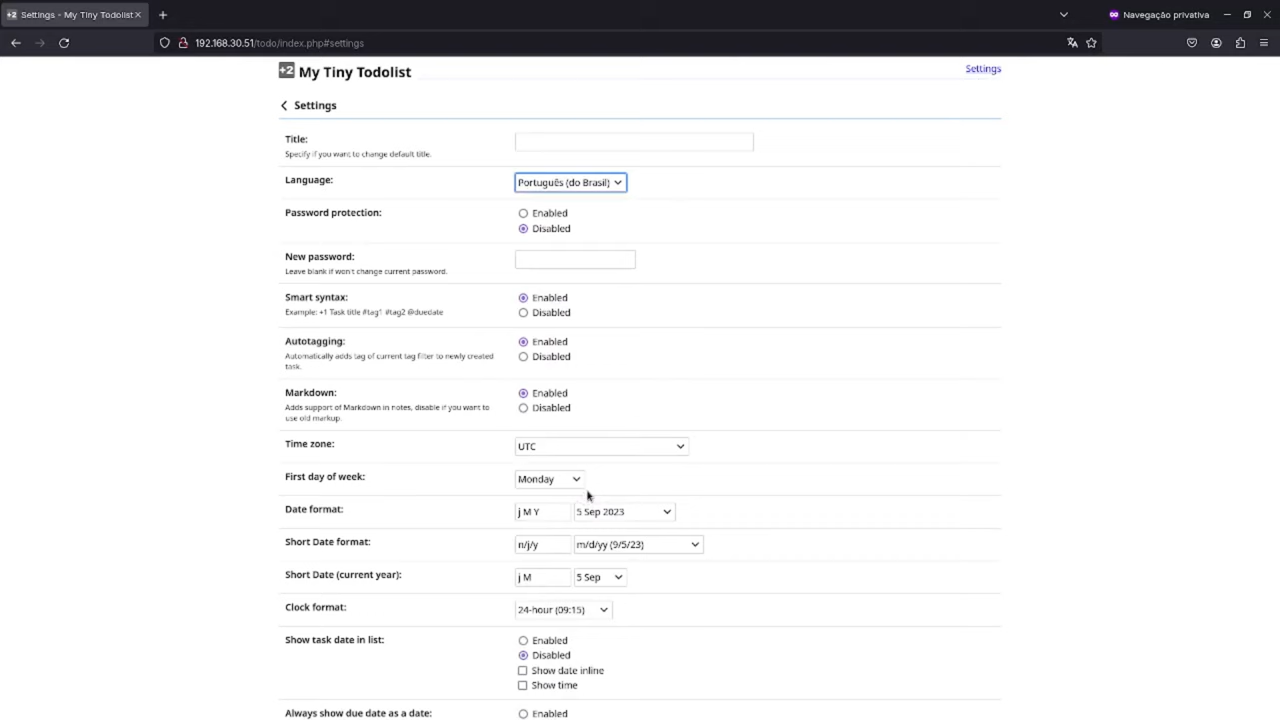 +2 Settings - My Tiny Todolist
Navegação privativa
192.168.30.51/todo/index.php#settings
+2 My Tiny Todolist
Settings
Settings
Title:
Specify if you want to change default title.
Language:
Português (do Brasil)
Password protection:
Enabled
Disabled
New password:
Leave blank if won't change current password.
Smart syntax:
Example: +1 Task title #tag1 #tag2 @duedate
Enabled
Disabled
Autotagging:
Automatically adds tag of current tag filter to newly created
task.
Enabled
Disabled
Markdown:
Adds support of Markdown in notes, disable if you want to
use old markup.
Enabled
Disabled
Time zone:
UTC
First day of week:
Monday
Date format:
j M Y
5 Sep 2023
Short Date format:
n/j/y
m/d/yy (9/5/23)
Short Date (current year):
j M
5 Sep
Clock format:
24-hour (09:15)
Show task date in list:
Enabled
Disabled
Show date inline
Show time
Always show due date as a date:
Enabled